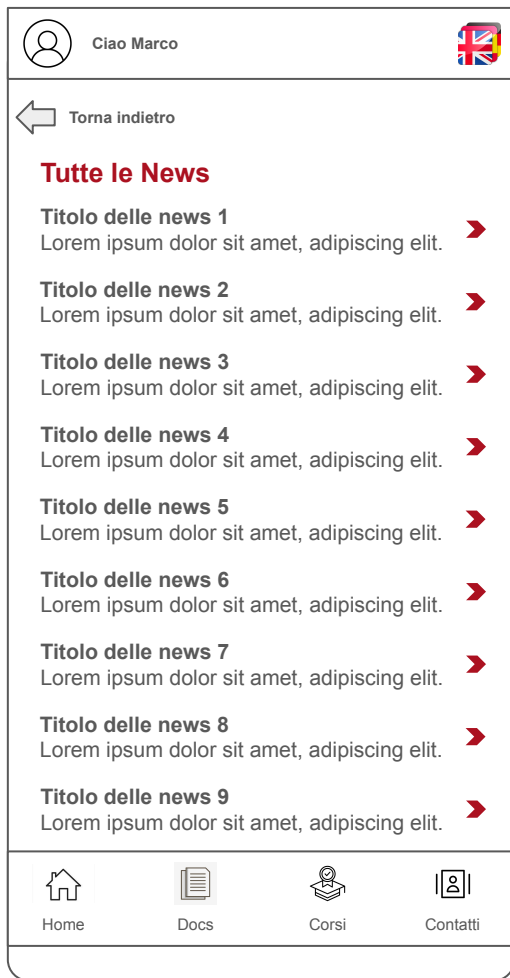 Ciao Marco
Torna indietro
Tutte le News
Titolo delle news 1
Lorem ipsum dolor sit amet, adipiscing elit.
Titolo delle news 2
Lorem ipsum dolor sit amet, adipiscing elit.
Titolo delle news 3
Lorem ipsum dolor sit amet, adipiscing elit.
Titolo delle news 4
Lorem ipsum dolor sit amet, adipiscing elit.
Titolo delle news 5
Lorem ipsum dolor sit amet, adipiscing elit.
Titolo delle news 6
Lorem ipsum dolor sit amet, adipiscing elit.
Titolo delle news 7
Lorem ipsum dolor sit amet, adipiscing elit.
Titolo delle news 8
Lorem ipsum dolor sit amet, adipiscing elit.
Titolo delle news 9
Lorem ipsum dolor sit amet, adipiscing elit.
Home Docs Corsi Contatti